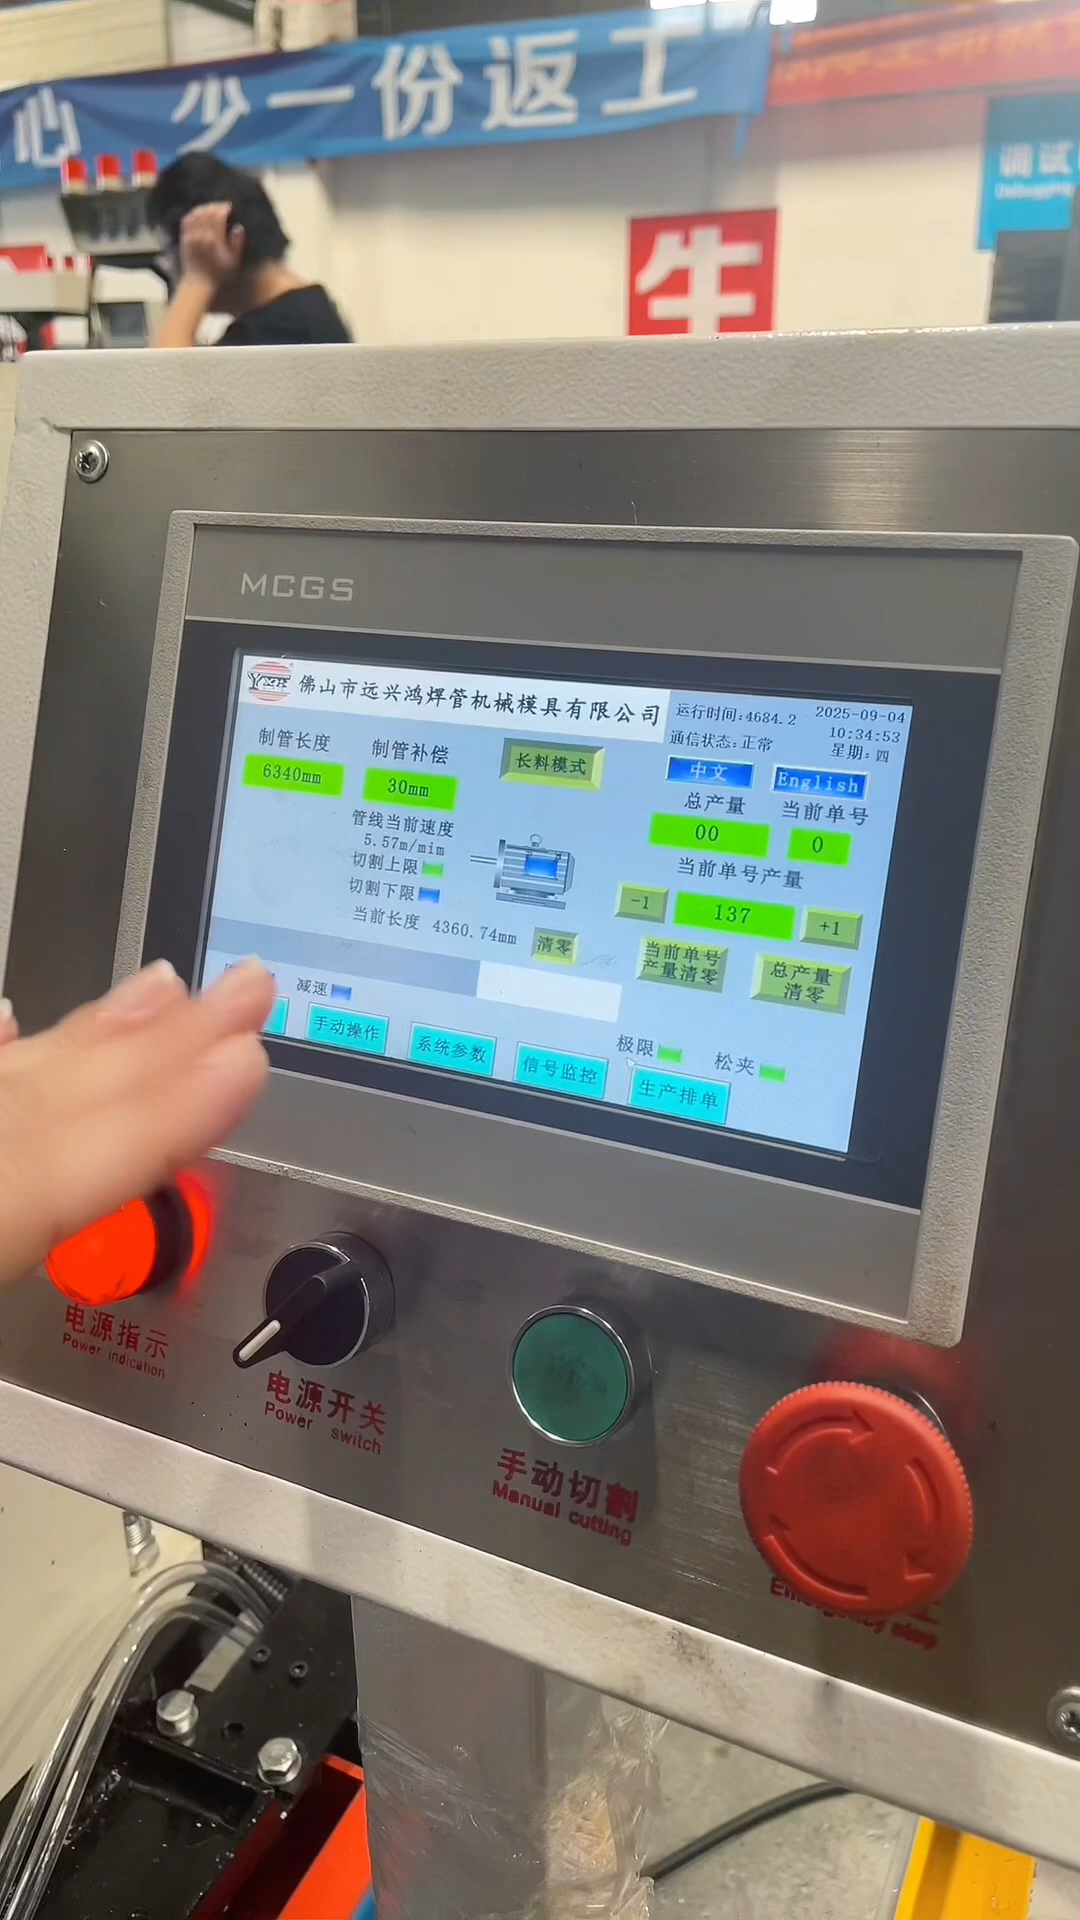 心 少一份返工
调试
牛
MCGS
佛山市远兴鸿焊管机械模具有限公司
运行时间:4684.2
2025-09-04
10:34:53
通信状态:正常
星期:四
制管长度
制管补偿
长料模式
中文
English
6340mm
30mm
总产量
当前单号
00
0
管线当前速度
5.57m/min
切割上限
切割下限
当前单号产量
-1
137
+1
当前长度 4360.74mm
清零
当前单号
产量清零
总产量
清零
减速
手动操作
系统参数
信号监控
极限
松夹
生产排单
电源指示
Power indication
电源开关
Power switch
手动切割
Manual cutting
Emergency stop